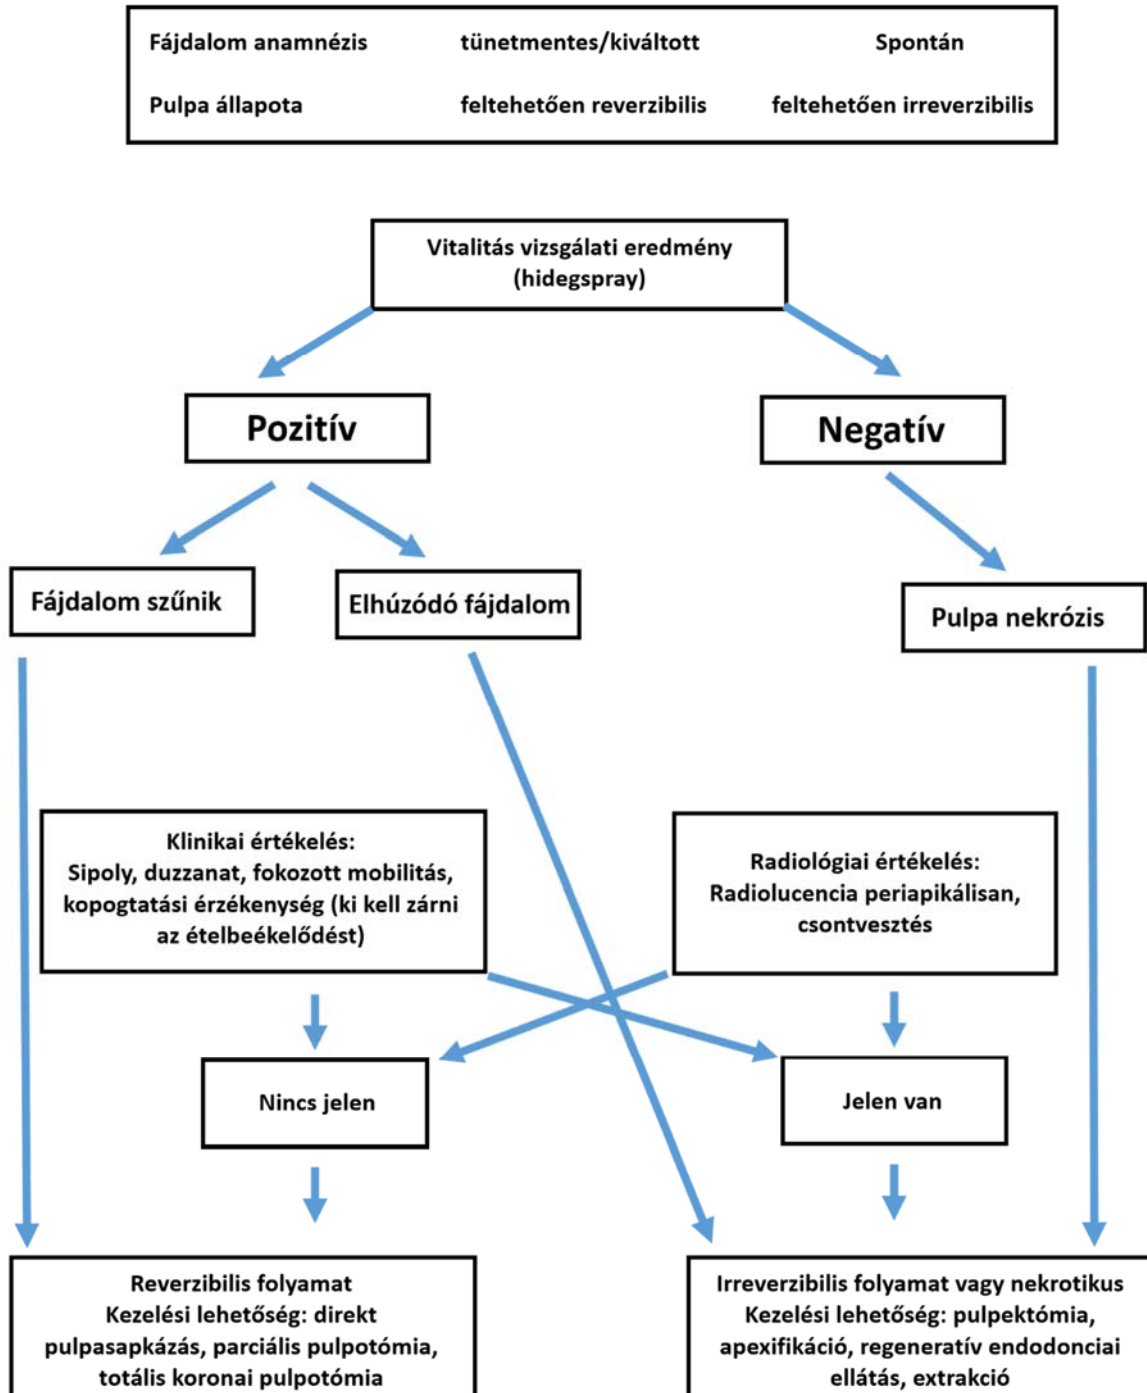 Fájdalom anamnézis tünetmentes/kiváltott Spontán
Pulpa állapota feltehetően reverzibilis feltehetően irreverzibilis
Vitalitás vizsgálati eredmény
(hidegspray)
Pozitív
Negatív
Fájdalom szűnik
Elhúzódó fájdalom
Pulpa nekrózis
Klinikai értékelés:
Sipoly, duzzanat, fokozott mobilitás,
kopogtatási érzékenység (ki kell zárni
az ételbeékelődést)
Radiológiai értékelés:
Radiolucencia periapikálisan,
csontvesztés
Nincs jelen
Jelen van
Reverzibilis folyamat
Kezelési lehetőség: direkt
pulpasapkázás, parciális pulpotómia,
totális koronai pulpotómia
Irreverzibilis folyamat vagy nekrotikus
Kezelési lehetőség: pulpektómia,
apexifikáció, regeneratív endodonciai
ellátás, extrakció